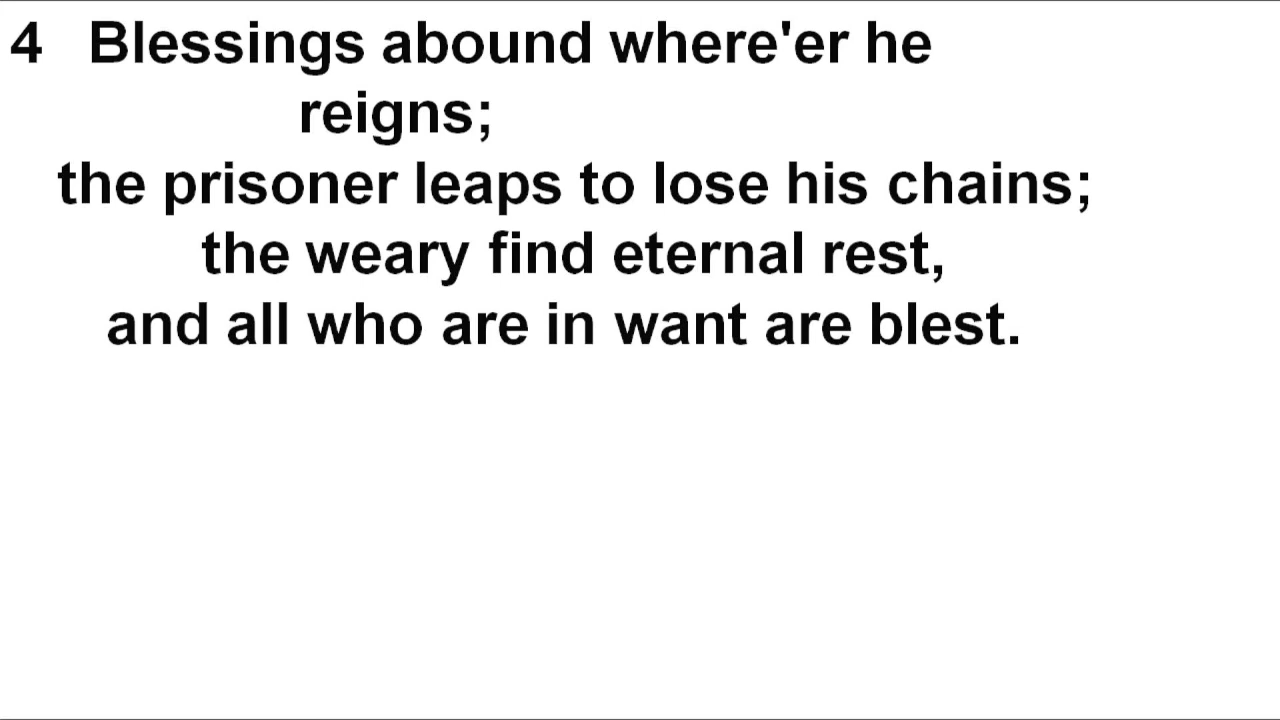 4 Blessings abound where'er he
reigns;
the prisoner leaps to lose his chains;
the weary find eternal rest,
and all who are in want are blest.